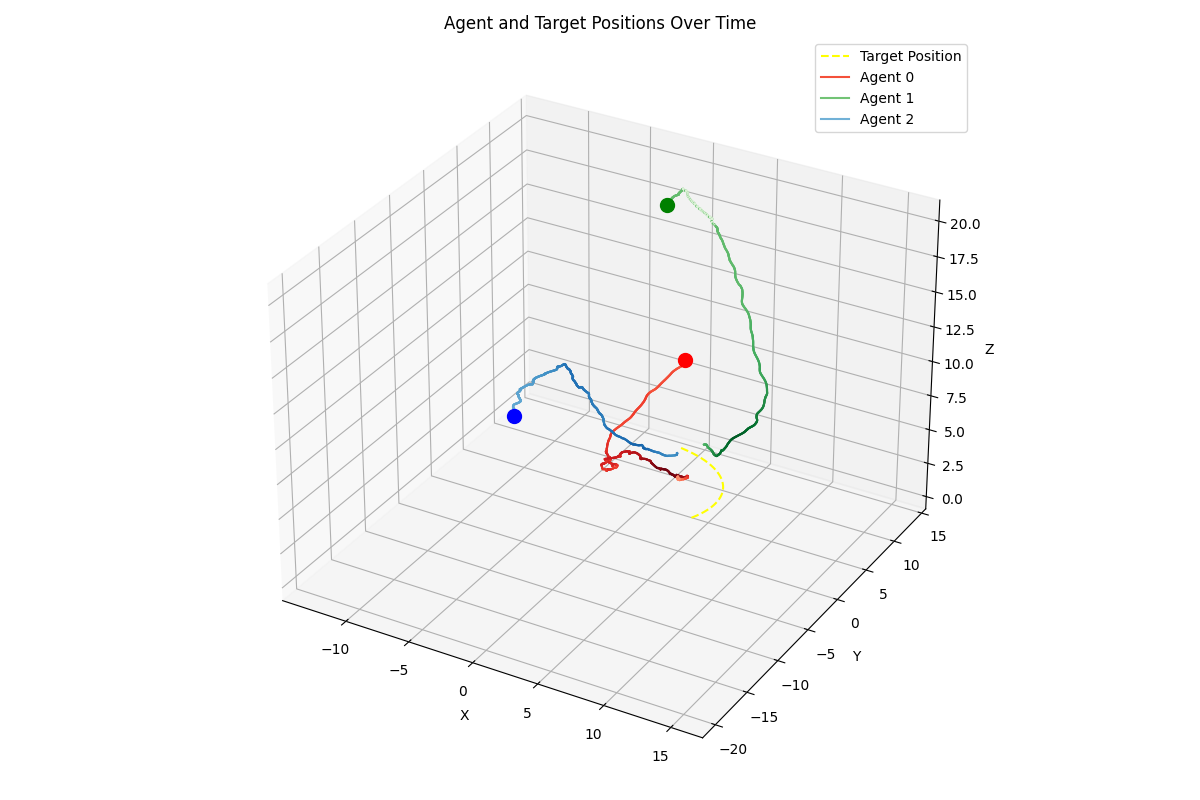 Agent and Target Positions Over Time
Target Position
Agent 0
Agent 1
Agent 2
20.0
17.5
15.0
12.5
10.0
7.5
5.0
2.5
0.0
Z
15
10
5
0
−5
−10
−15
−20
Y
−10
−5
0
5
10
15
X